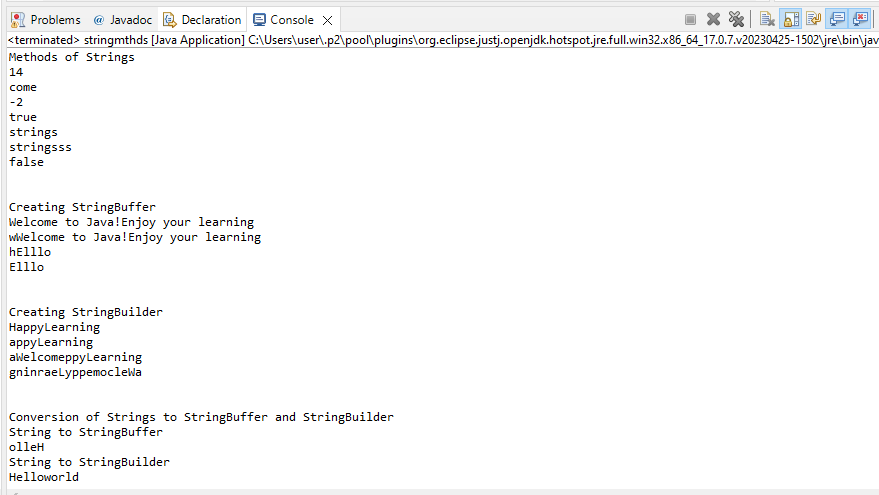 Problems @ Javadoc Declaration Console
<terminated> stringmthds [Java Application] C:\Users\user\.p2\pool\plugins\org.eclipse.justj.openjdk.hotspot.jre.full.win32.x86_64_17.0.7.v20230425-1502\jre\bin\jav
Methods of Strings
14
come
-2
true
strings
stringsss
false
Creating StringBuffer
Welcome to Java!Enjoy your learning
wWelcome to Java!Enjoy your learning
hElllo
Elllo
Creating StringBuilder
HappyLearning
appyLearning
aWelcomeppyLearning
gninraeLyppemocleWa
Conversion of Strings to StringBuffer and StringBuilder
String to StringBuffer
olleH
String to StringBuilder
Helloworld